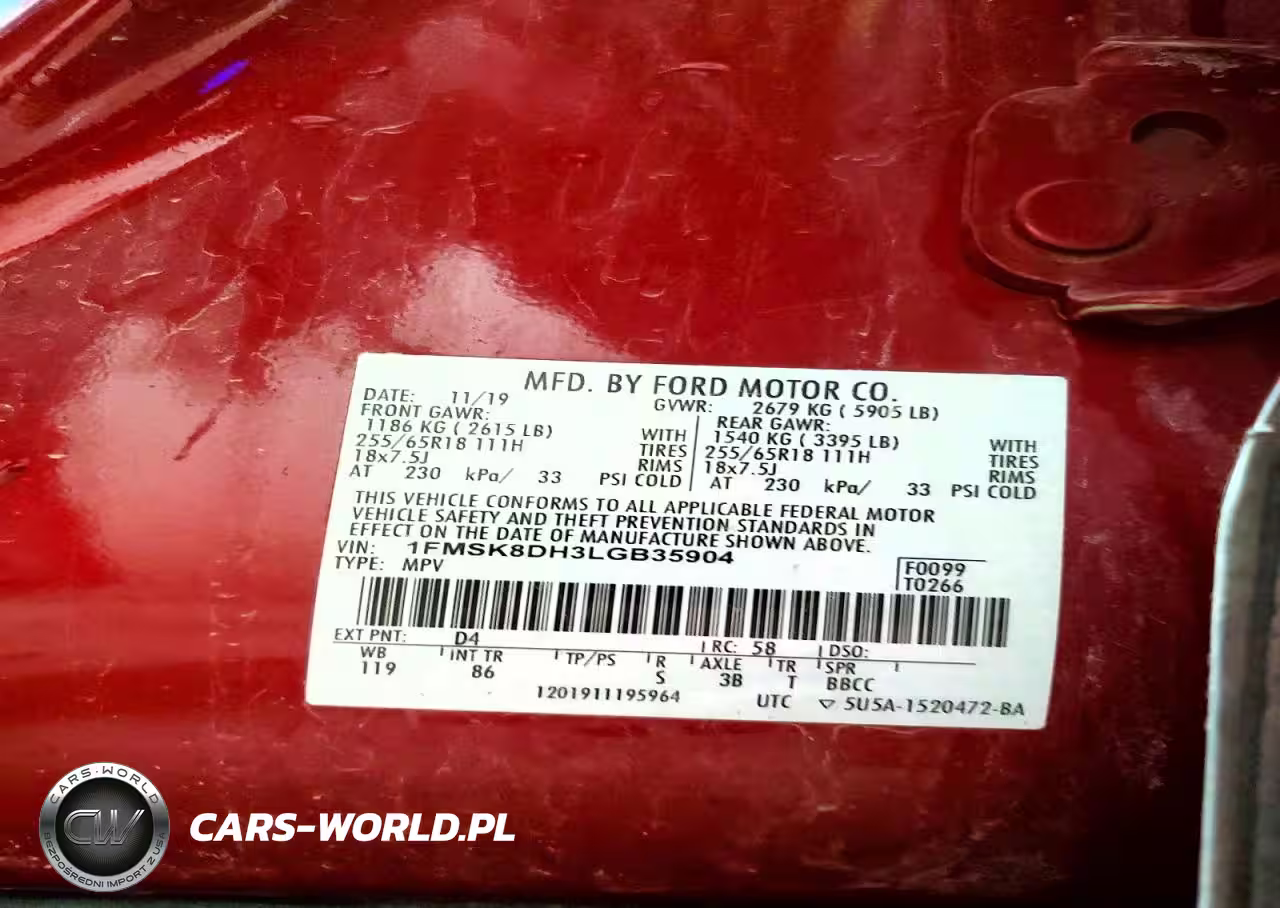 MFD. BY FORD MOTOR CO.
DATE: 11/19 GVWR: 2679 KG ( 5905 LB)
FRONT GAWR: REAR GAWR:
1186 KG ( 2615 LB) WITH 1540 KG ( 3395 LB) WITH
255/65R18 111H TIRES 255/65R18 111H TIRES
18x7.5J RIMS 18x7.5J RIMS
AT 230 kPa/ 33 PSI COLD AT 230 kPa/ 33 PSI COLD
THIS VEHICLE CONFORMS TO ALL APPLICABLE FEDERAL MOTOR
VEHICLE SAFETY AND THEFT PREVENTION STANDARDS IN
EFFECT ON THE DATE OF MANUFACTURE SHOWN ABOVE.
VIN: 1FMSK8DH3LGB35904
TYPE: MPV
F0099
T0266
EXT PNT: D4 RC: 58 DSO:
WB INT TR TP/PS R AXLE TR SPR
119 86 S 3B T BBCC
1201911195964 UTC ▽ 5U5A-1520472-BA
CARS-WORLD
CW
BEZPOŚREDNI IMPORT Z USA
CARS-WORLD.PL